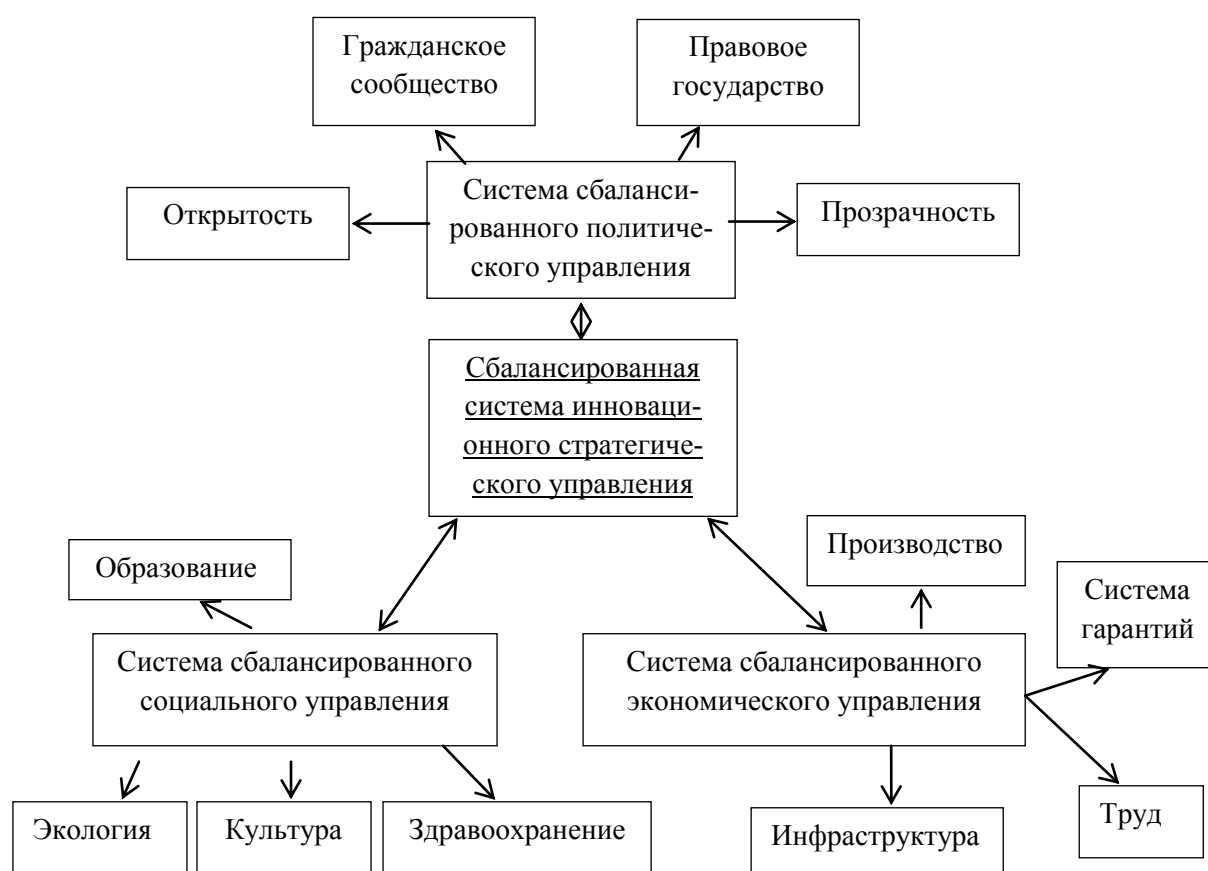 Гражданское
сообщество
Правовое
государство
Открытость
Система сбаланси-
рованного политиче-
ского управления
Прозрачность
Сбалансированная
система инноваци-
онного стратегиче-
ского управления
Образование
Производство
Система
гарантий
Система сбалансированного
социального управления
Система сбалансированного
экономического управления
Экология
Культура
Здравоохранение
Инфраструктура
Труд